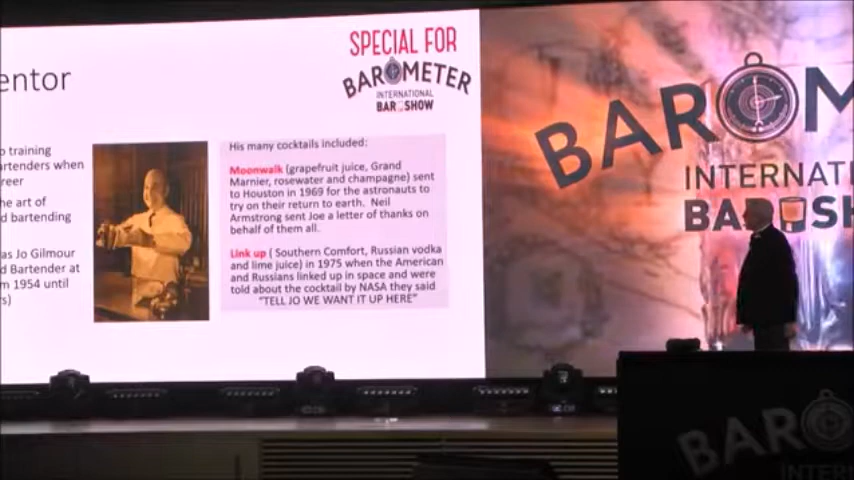 SPECIAL FOR
BAROMETER
INTERNATIONAL
BAR SHOW
entor
o training
artenders when
reer
he art of
d bartending
as Jo Gilmour
d Bartender at
m 1954 until
s)
His many cocktails included:
Moonwalk (grapefruit juice, Grand
Marnier, rosewater and champagne) sent
to Houston in 1969 for the astronauts to
try on their return to earth. Neil
Armstrong sent Joe a letter of thanks on
behalf of them all.
Link up ( Southern Comfort, Russian vodka
and lime juice) in 1975 when the American
and Russians linked up in space and were
told about the cocktail by NASA they said
"TELL JO WE WANT IT UP HERE"
BAROM
INTERNATI
BAR SH
BARO
INTER